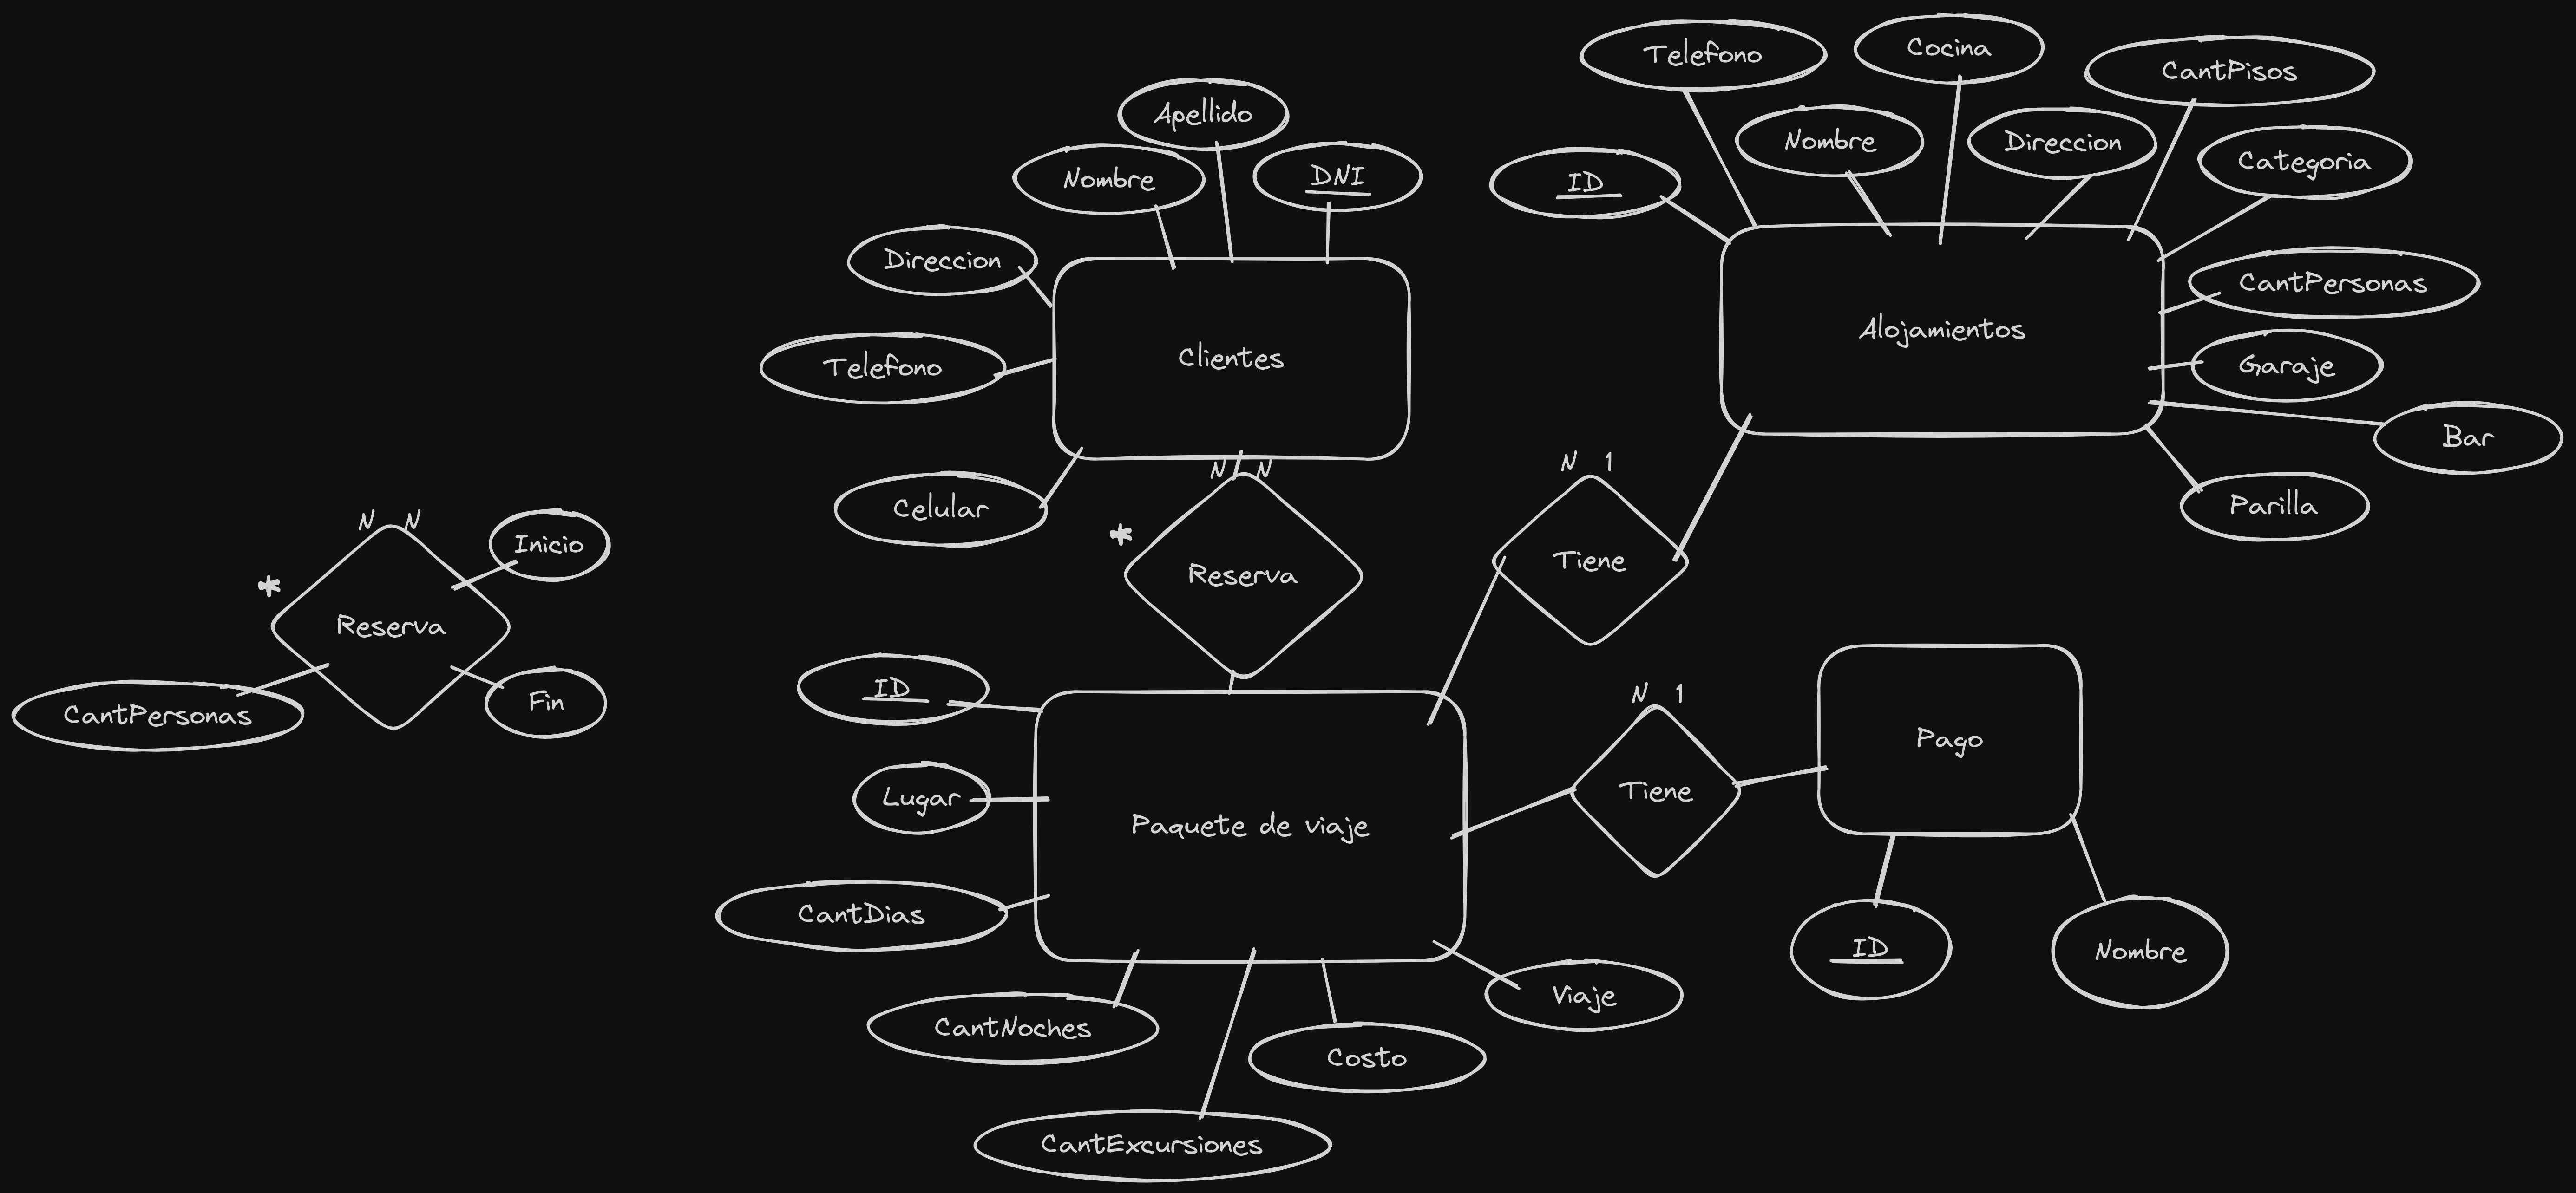 Telefono
Cocina
CantPisos
Apellido
Nombre
Direccion
Nombre
DNI
ID
Categoria
Direccion
CantPersonas
Alojamientos
Clientes
Telefono
Garaje
Bar
Celular
N N
N 1
Parilla
N N
Inicio
*
*
Reserva
Tiene
Reserva
ID
CantPersonas
Fin
N 1
Pago
Lugar
Tiene
Paquete de viaje
CantDias
ID
Nombre
Viaje
CantNoches
Costo
CantExcursiones